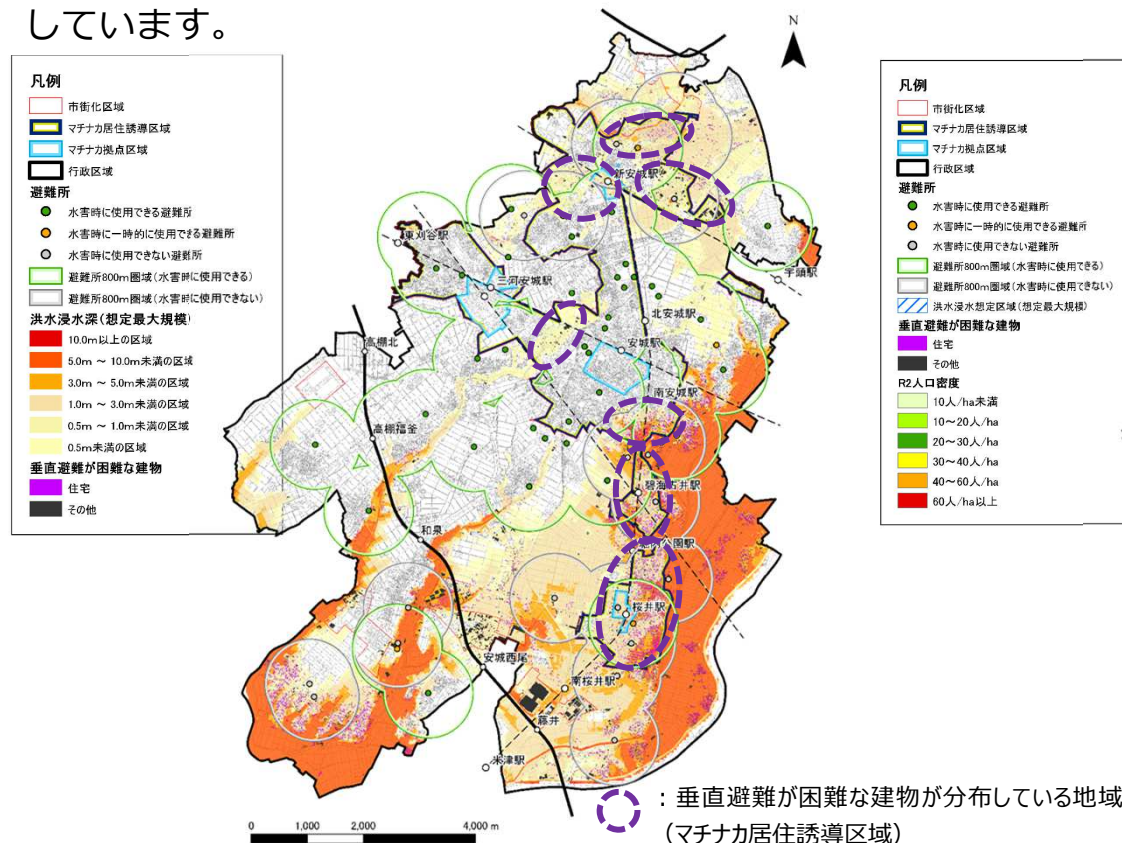 しています。
凡例
市街化区域
マチナカ居住誘導区域
マチナカ拠点区域
行政区域
避難所
水害時に使用できる避難所
水害時に一時的に使用できる避難所
水害時に使用できない避難所
避難所800m圏域(水害時に使用できる)
避難所800m圏域(水害時に使用できない)
洪水浸水深(想定最大規模)
10.0m以上の区域
5.0m ～ 10.0m未満の区域
3.0m ～ 5.0m未満の区域
1.0m ～ 3.0m未満の区域
0.5m ～ 1.0m未満の区域
0.5m未満の区域
垂直避難が困難な建物
住宅
その他
N
新安城駅
東刈谷駅
宇頭駅
三河安城駅
北安城駅
高棚北
安城駅
南安城駅
高棚福釜
碧海古井駅
和泉
公園駅
桜井駅
安城西尾
南桜井駅
藤井
米津駅
0 1,000 2,000 4,000 m
凡例
市街化区域
マチナカ居住誘導区域
マチナカ拠点区域
行政区域
避難所
水害時に使用できる避難所
水害時に一時的に使用できる避難所
水害時に使用できない避難所
避難所800m圏域(水害時に使用できる)
避難所800m圏域(水害時に使用できない)
洪水浸水想定区域(想定最大規模)
垂直避難が困難な建物
住宅
その他
R2人口密度
10人/ha未満
10～20人/ha
20～30人/ha
30～40人/ha
40～60人/ha
60人/ha以上
：垂直避難が困難な建物が分布している地域
（マチナカ居住誘導区域）